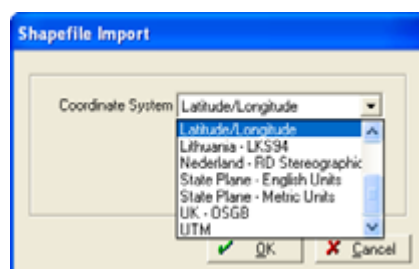 Shapefile Import
Coordinate System Latitude/Longitude
Latitude/Longitude
Lithuania - LKS94
Nederland - RD Stereographic
State Plane - English Units
State Plane - Metric Units
UK - OSGB
UTM
OK Cancel